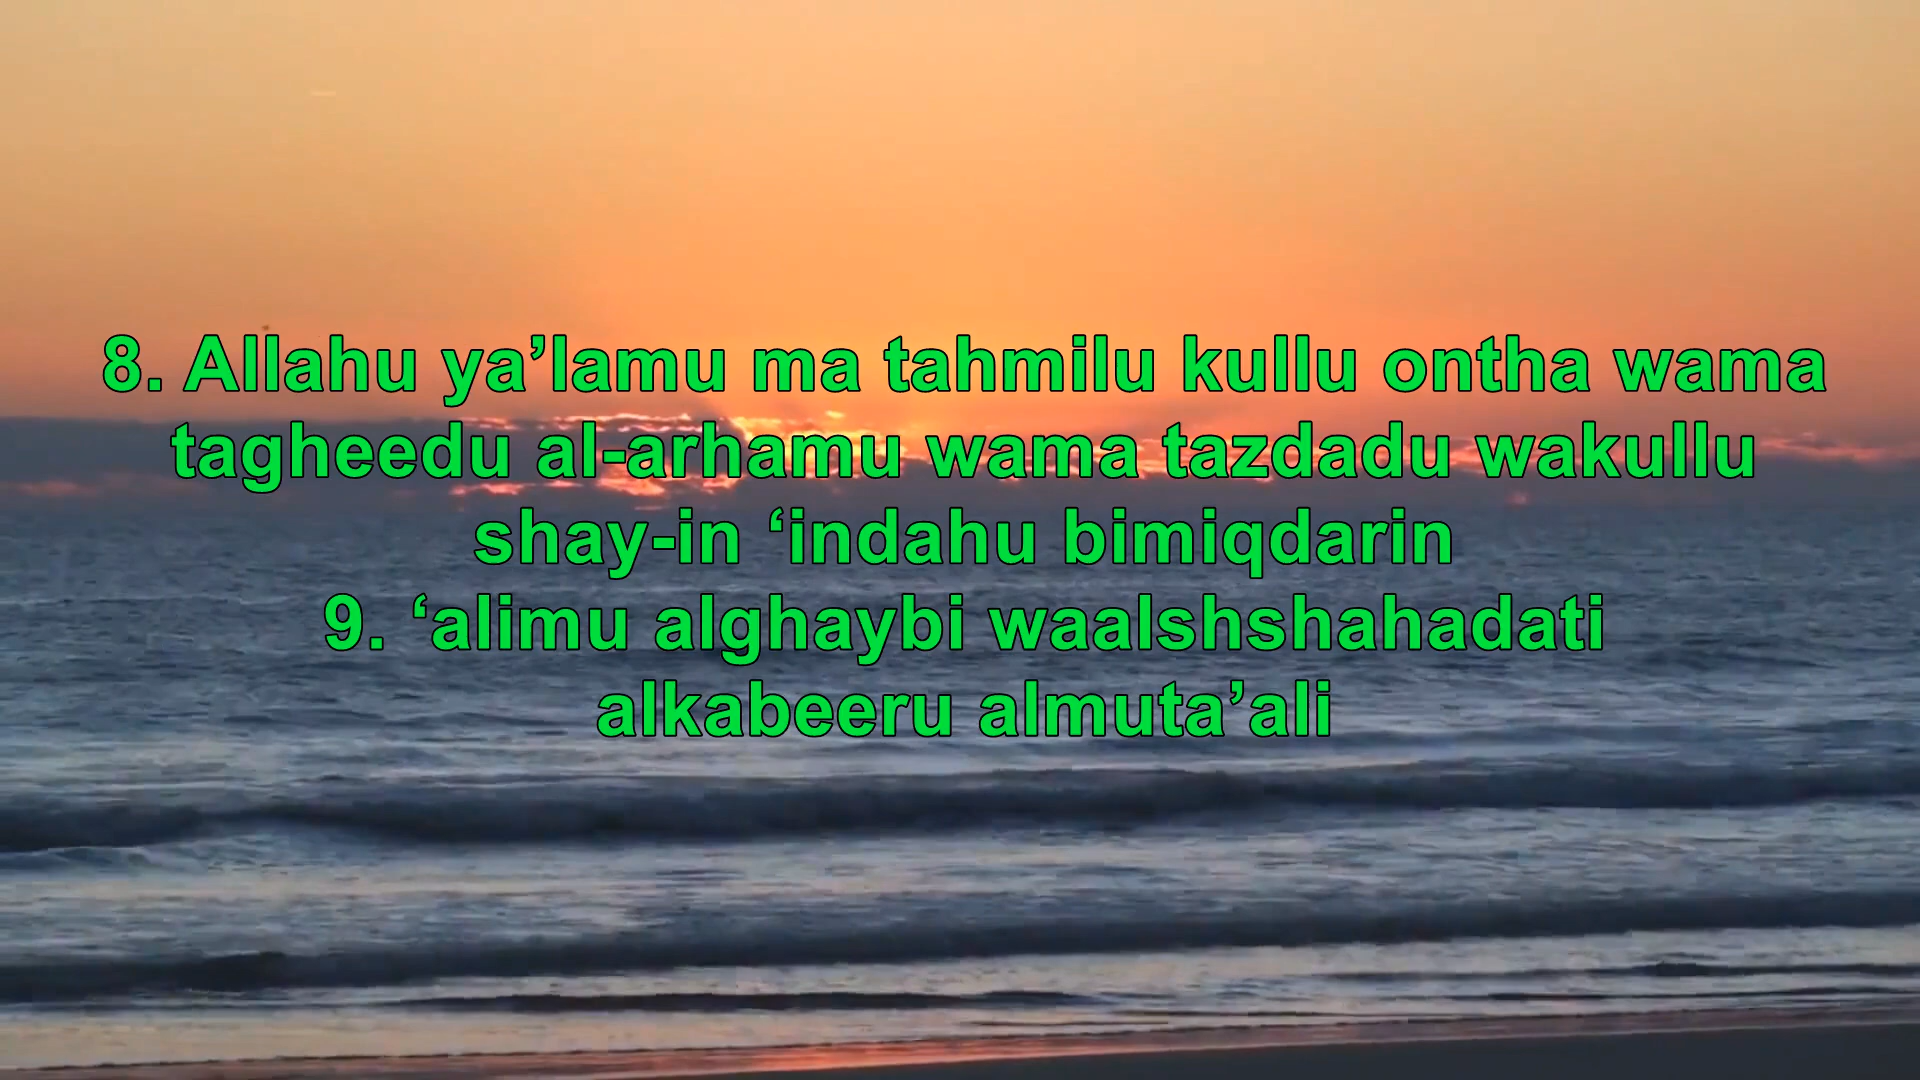 8. Allahu ya’lamu ma tahmilu kullu ontha wama
tagheedu al-arhamu wama tazdadu wakullu
shay-in ‘indahu bimiqdarin
9. ‘alimu alghaybi waalshshahadati
alkabeeru almuta’ali